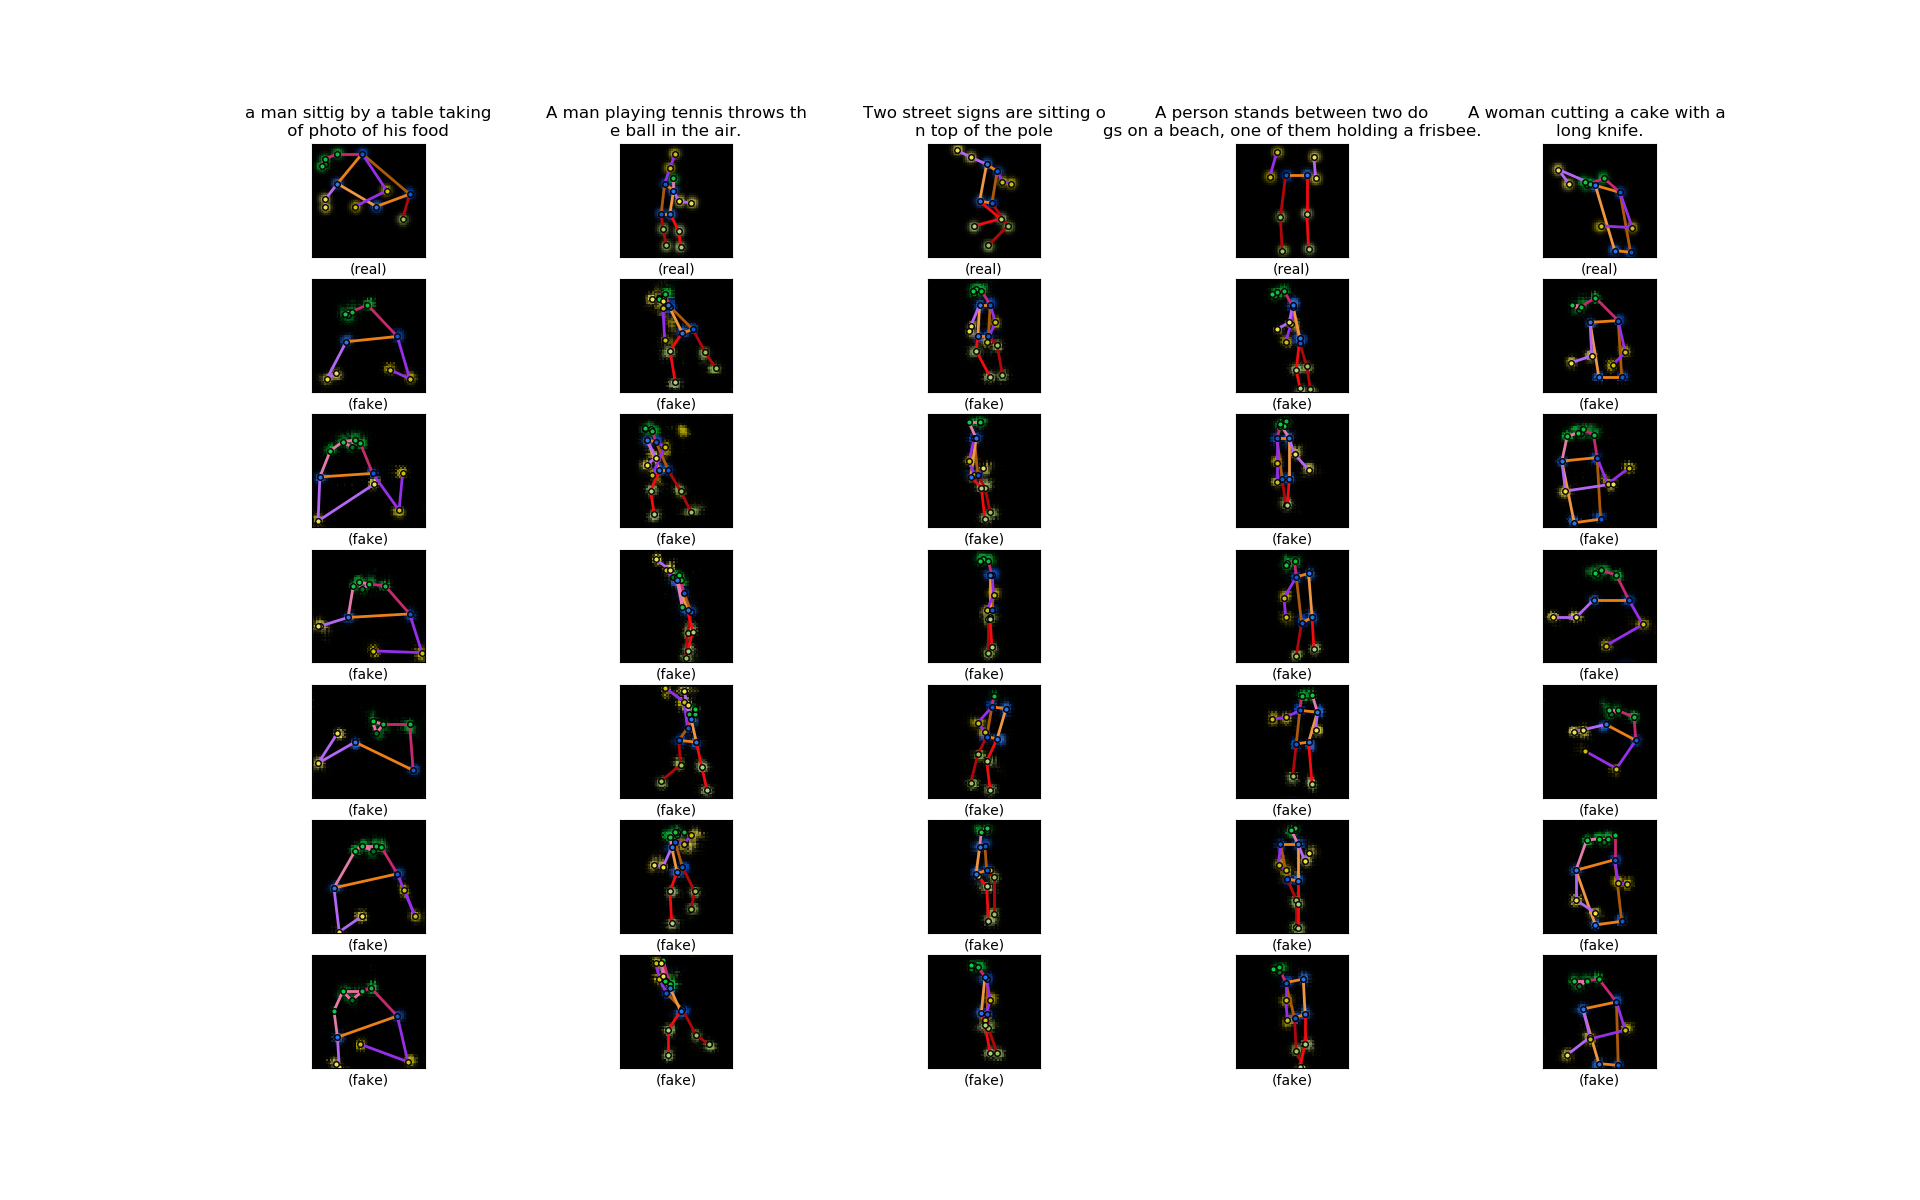 a man sittig by a table taking
of photo of his food
A man playing tennis throws th
e ball in the air.
Two street signs are sitting o
n top of the pole
A person stands between two do
gs on a beach, one of them holding a frisbee.
A woman cutting a cake with a
long knife.
(real) (real) (real) (real) (real)
(fake) (fake) (fake) (fake) (fake)
(fake) (fake) (fake) (fake) (fake)
(fake) (fake) (fake) (fake) (fake)
(fake) (fake) (fake) (fake) (fake)
(fake) (fake) (fake) (fake) (fake)
(fake) (fake) (fake) (fake) (fake)